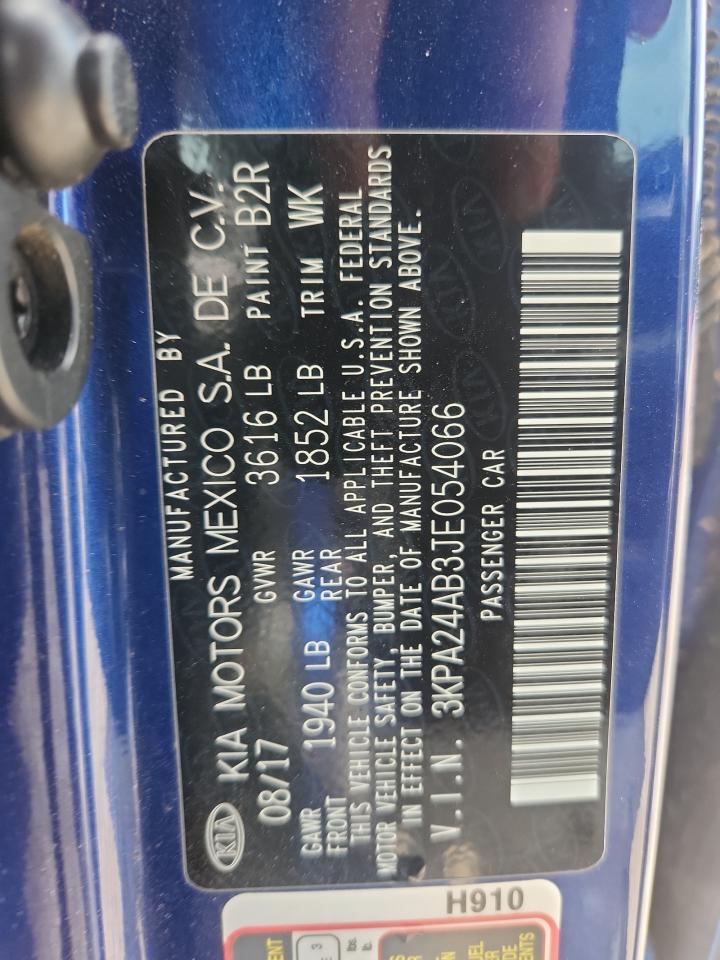 MANUFACTURED BY
KIA KIA MOTORS MEXICO S.A. DE C.V.
08/17 GVWR 3616 LB PAINT B2R
GAWR FRONT 1940 LB GAWR REAR 1852 LB TRIM WK
THIS VEHICLE CONFORMS TO ALL APPLICABLE U.S.A. FEDERAL
MOTOR VEHICLE SAFETY, BUMPER, AND THEFT PREVENTION STANDARDS
IN EFFECT ON THE DATE OF MANUFACTURE SHOWN ABOVE.
V.I.N. 3KPA24AB3JE054066
PASSENGER CAR
H910